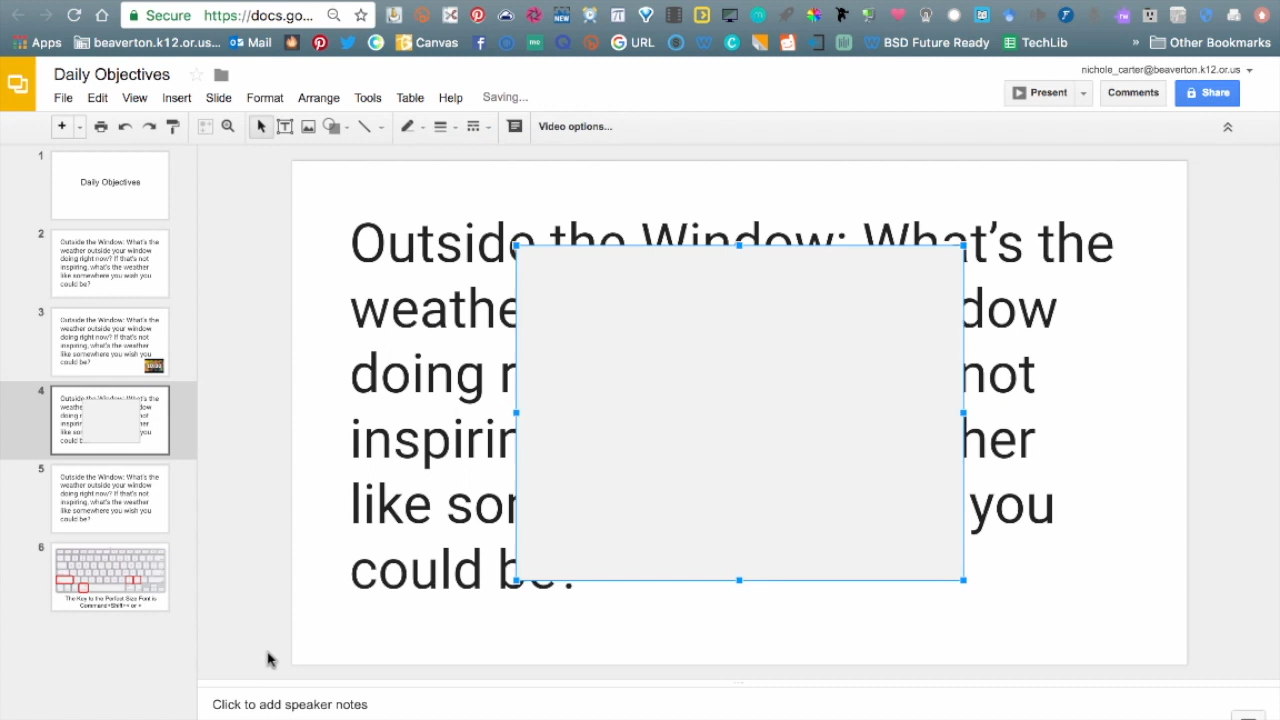 Secure https://docs.go...
Apps beaverton.k12.or.us... Mail Canvas URL BSD Future Ready TechLib » Other Bookmarks
Daily Objectives
nichole_carter@beaverton.k12.or.us
File Edit View Insert Slide Format Arrange Tools Table Help Saving...
Present Comments Share
Video options...
1
Daily Objectives
2
Outside the Window: What's the
weather outside your window
doing right now? If that's not
inspiring, what's the weather
like somewhere you wish you
could be?
3
Outside the Window: What's the
weather outside your window
doing right now? If that's not
inspiring, what's the weather
like somewhere you wish you
could be?
4
5
Outside the Window: What's the
weather outside your window
doing right now? If that's not
inspiring, what's the weather
like somewhere you wish you
could be?
6
The Key to the Perfect Size Font is
Command+Shift+< or >
Outside the Window: What's the
weathe dow
doing r not
inspirin her
like som you
could be?
Click to add speaker notes